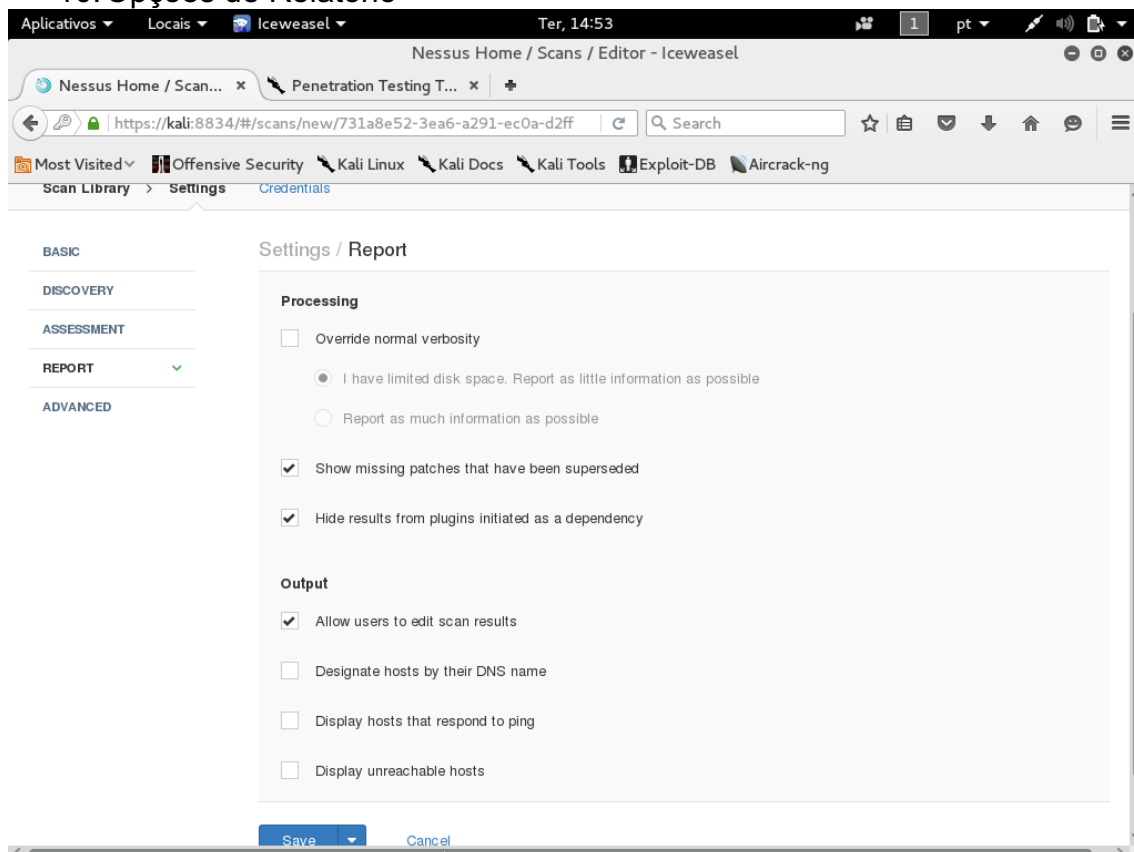 10. Opções do Relatório
Aplicativos Locais Iceweasel Ter, 14:53 1 pt
Nessus Home / Scans / Editor - Iceweasel
Nessus Home / Scan... Penetration Testing T...
https://kali:8834/#/scans/new/731a8e52-3ea6-a291-ec0a-d2ff Search
Most Visited Offensive Security Kali Linux Kali Docs Kali Tools Exploit-DB Aircrack-ng
Scan Library > Settings Credentials
BASIC
DISCOVERY
ASSESSMENT
REPORT
ADVANCED
Settings / Report
Processing
Override normal verbosity
I have limited disk space. Report as little information as possible
Report as much information as possible
Show missing patches that have been superseded
Hide results from plugins initiated as a dependency
Output
Allow users to edit scan results
Designate hosts by their DNS name
Display hosts that respond to ping
Display unreachable hosts
Save Cancel